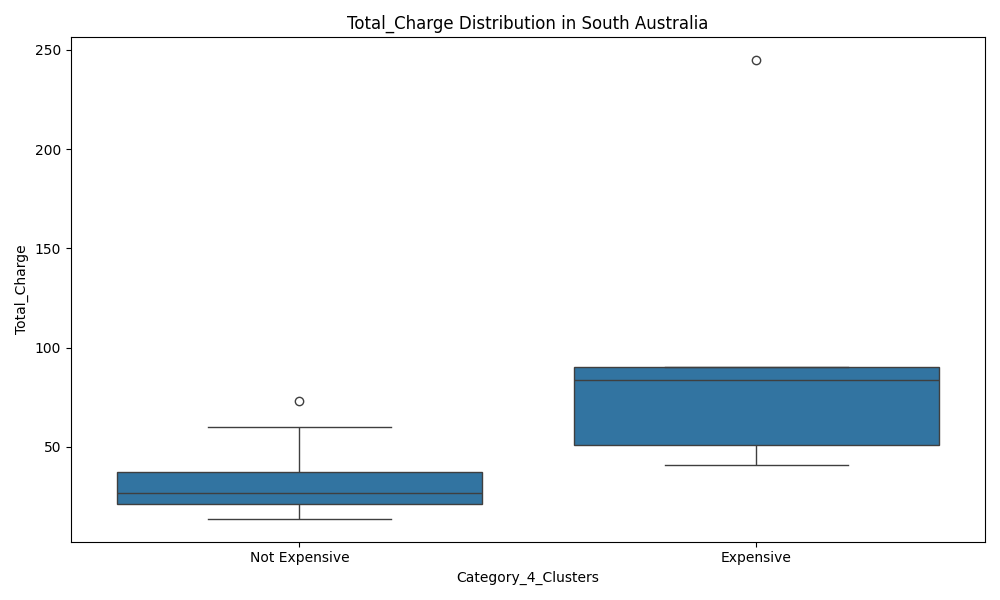 Total_Charge Distribution in South Australia
250
200
150
100
50
Total_Charge
Not Expensive
Expensive
Category_4_Clusters